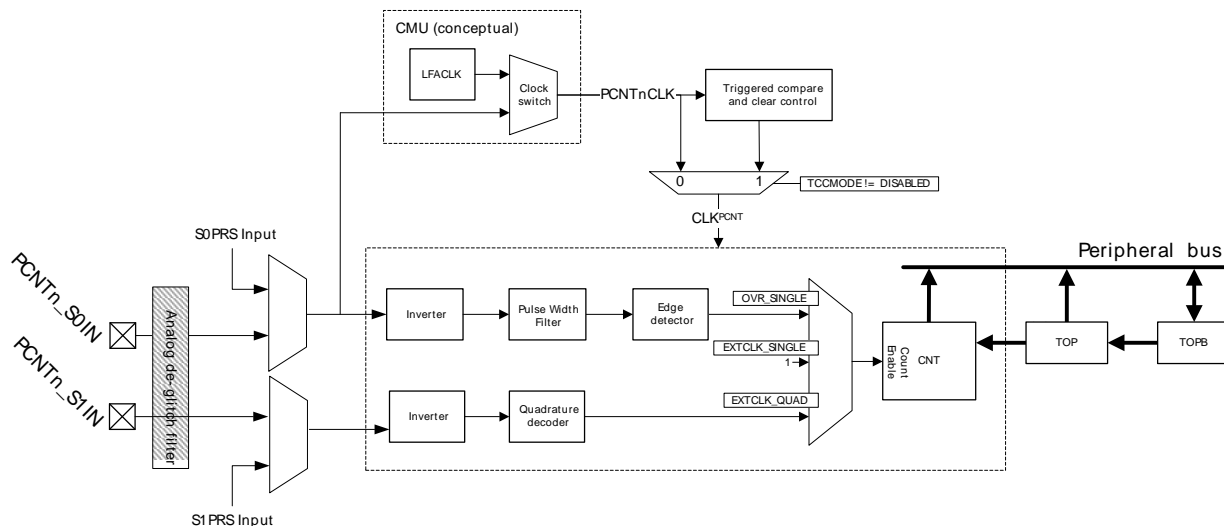 CMU (conceptual)
LFACLK
Clock
switch
PCNTnCLK
Triggered compare
and clear control
0
1
TCCMODE != DISABLED
CLKPCNT
S0PRS Input
PCNTn_S0IN
PCNTn_S1IN
Analog de-glitch filter
S1PRS Input
Inverter
Pulse Width
Filter
Edge
detector
OVR_SINGLE
EXTCLK_SINGLE
1
EXTCLK_QUAD
Inverter
Quadrature
decoder
Count
Enable
CNT
Peripheral bus
TOP
TOPB